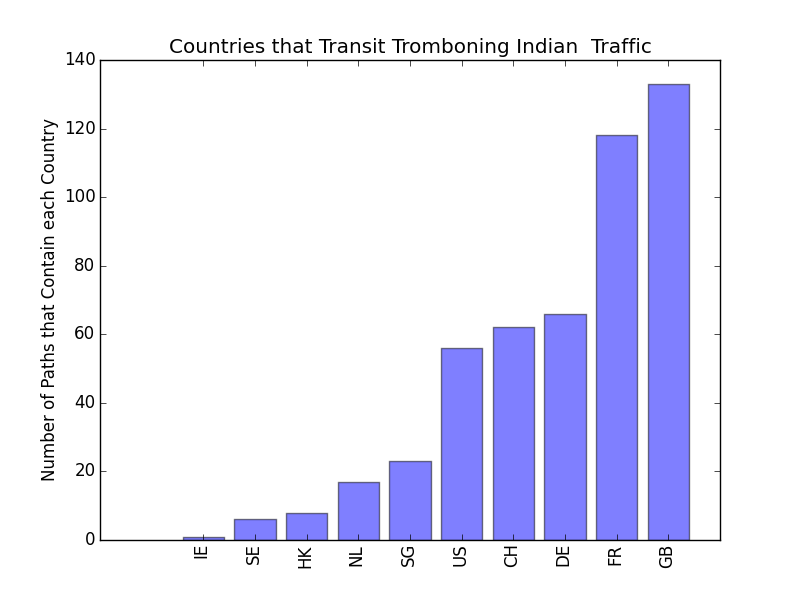 Countries that Transit Tromboning Indian  Traffic
Number of Paths that Contain each Country
140
120
100
80
60
40
20
0
IE
SE
HK
NL
SG
US
CH
DE
FR
GB